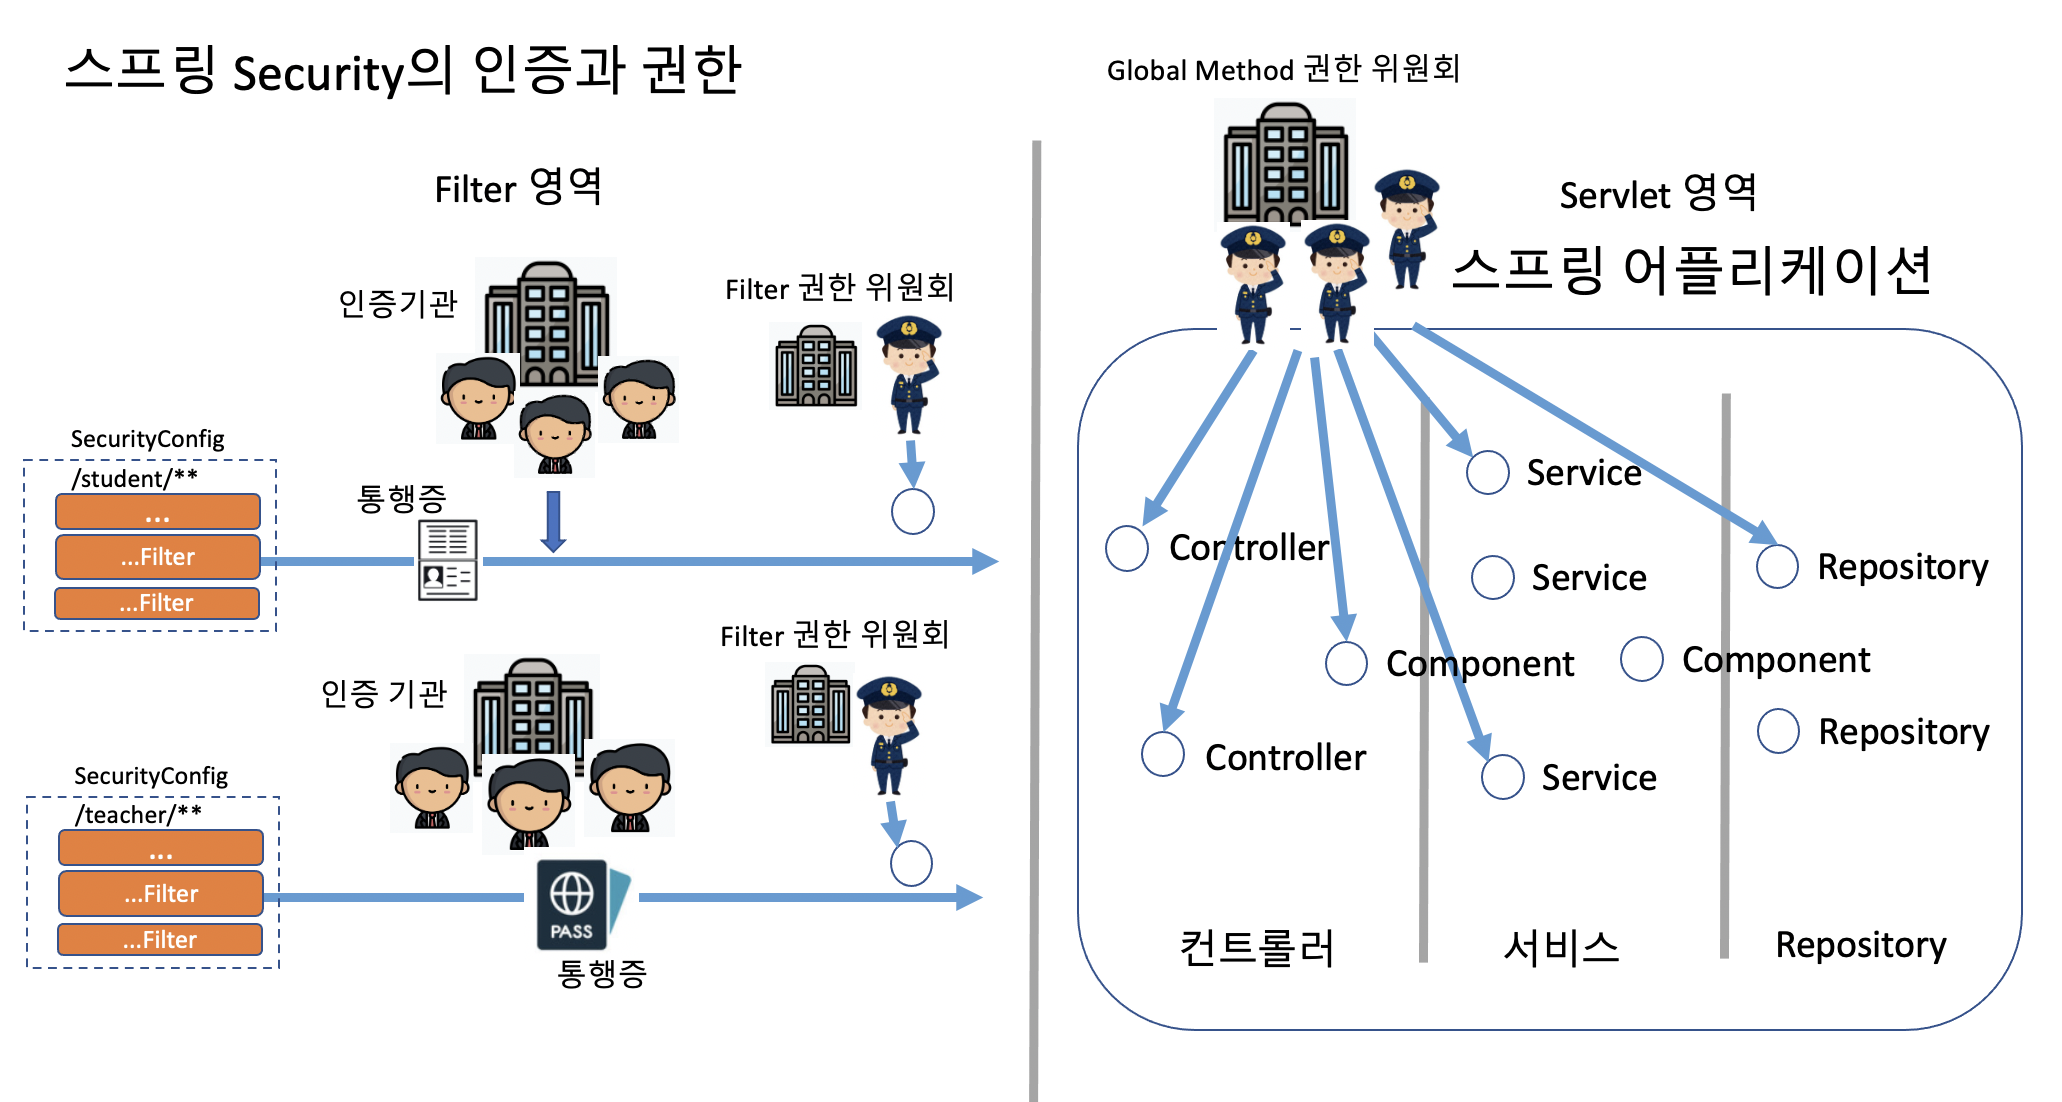 스프링 Security의 인증과 권한
Filter 영역
인증기관
Filter 권한 위원회
SecurityConfig
/student/**
...
...Filter
...Filter
통행증
Filter 권한 위원회
인증 기관
SecurityConfig
/teacher/**
...
...Filter
...Filter
PASS
통행증
Global Method 권한 위원회
Servlet 영역
스프링 어플리케이션
Service
Controller
Service
Repository
Component
Component
Repository
Controller
Service
컨트롤러
서비스
Repository